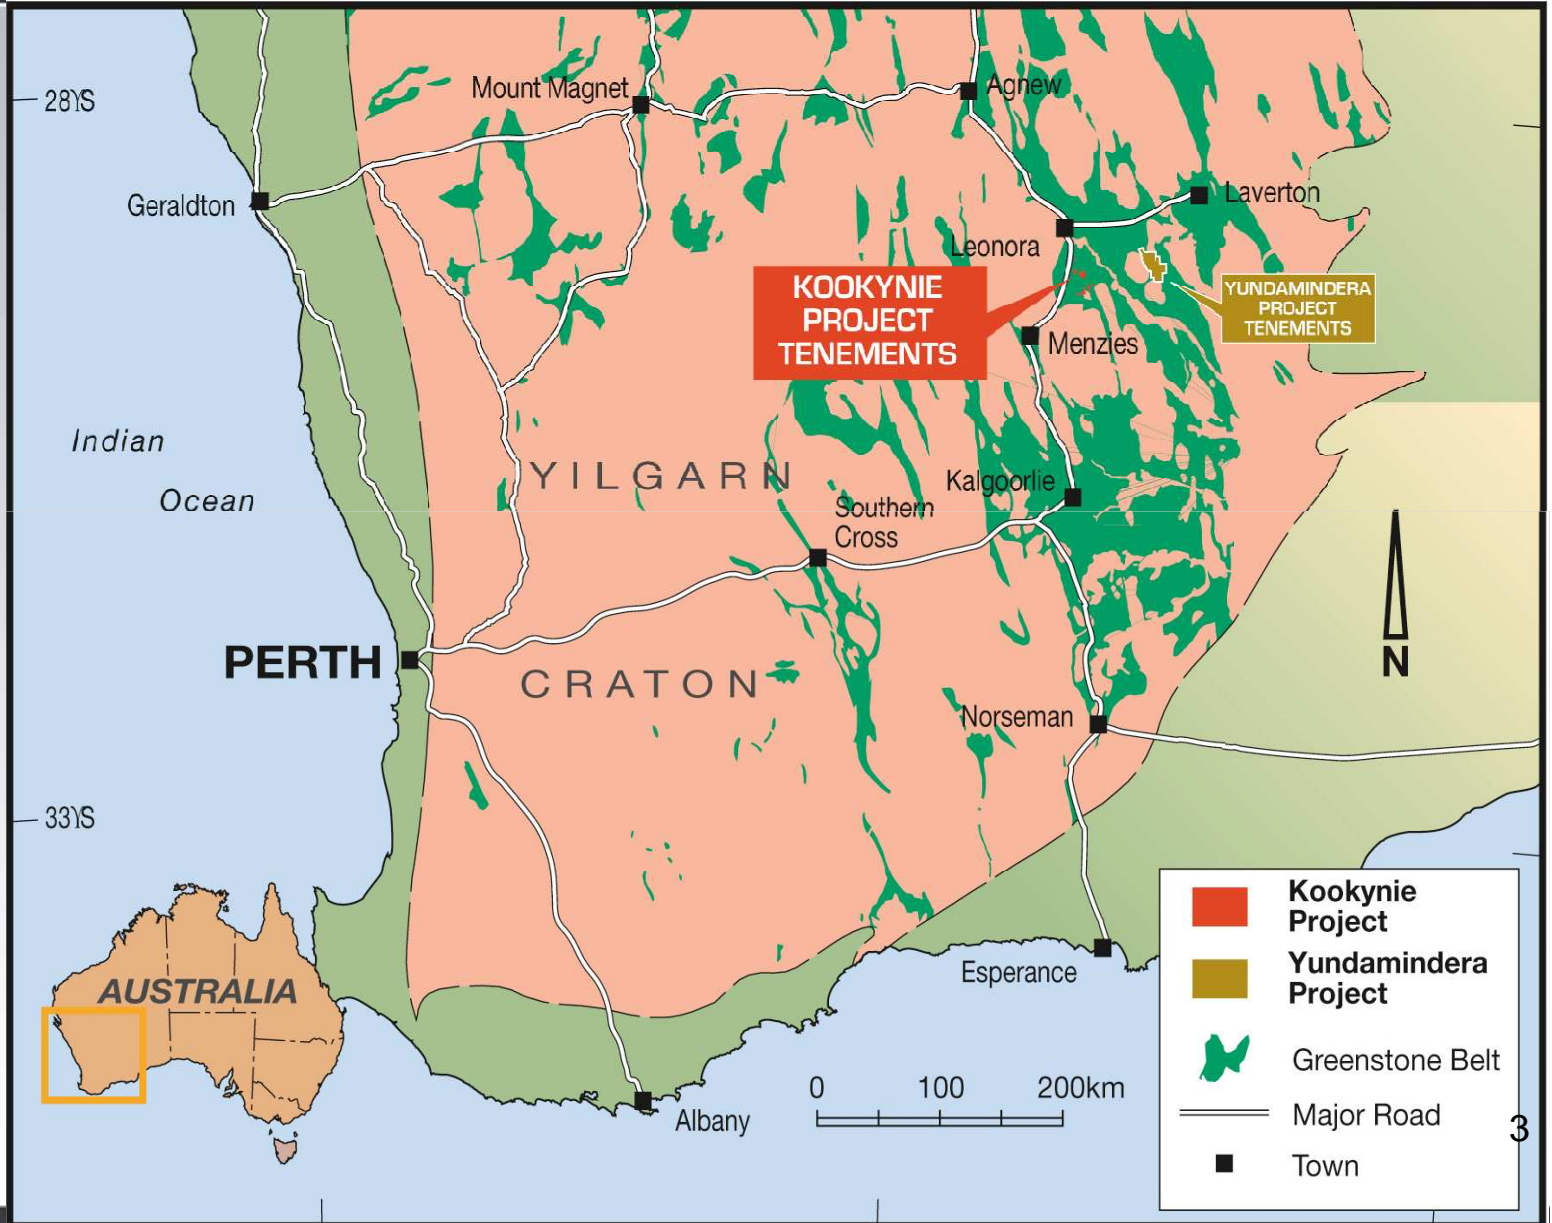 28°S
Mount Magnet
Agnew
Geraldton
Laverton
Leonora
KOOKYNIE
PROJECT
TENEMENTS
YUNDAMINDERA
PROJECT
TENEMENTS
Menzies
Indian
Ocean
YILGARN
Kalgoorlie
Southern
Cross
PERTH
CRATON
N
Norseman
33°S
Esperance
AUSTRALIA
Albany
0 100 200km
Kookynie
Project
Yundamindera
Project
Greenstone Belt
Major Road
3
Town